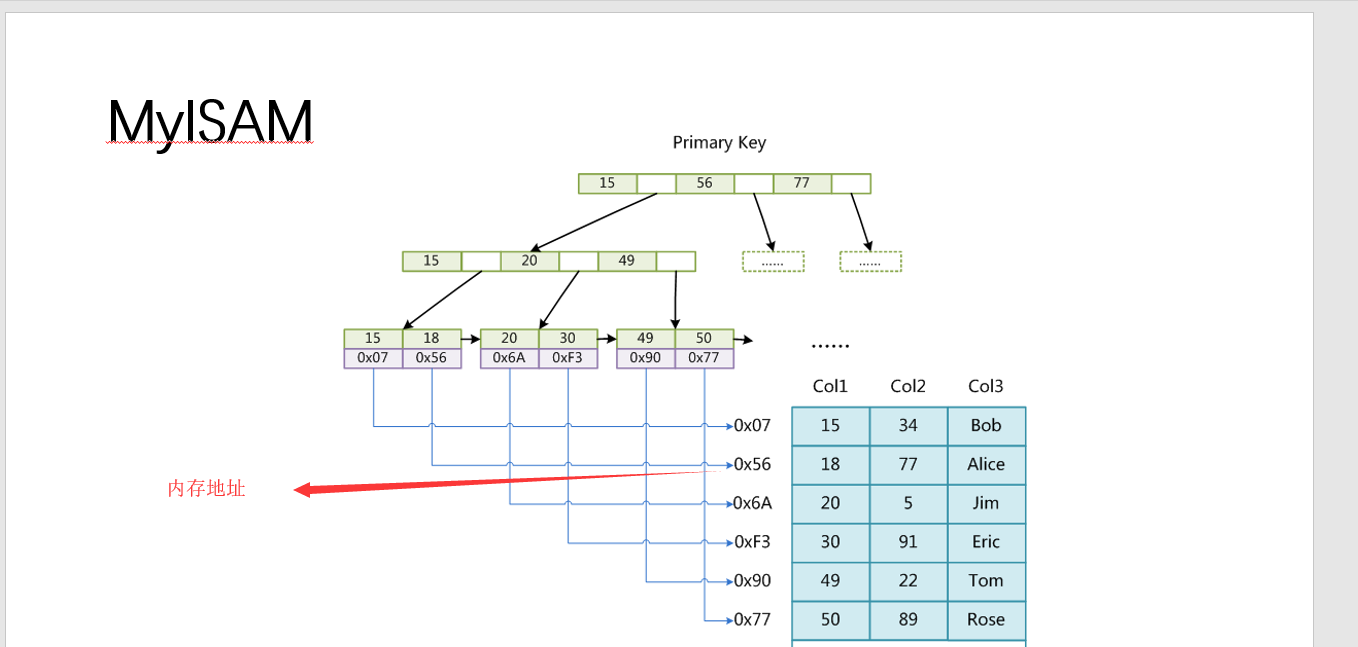 MyISAM
Primary Key
15 56 77
15 20 49 ...... ......
15 18 20 30 49 50
0x07 0x56 0x6A 0xF3 0x90 0x77
......
Col1 Col2 Col3
0x07 15 34 Bob
0x56 18 77 Alice
内存地址
0x6A 20 5 Jim
0xF3 30 91 Eric
0x90 49 22 Tom
0x77 50 89 Rose